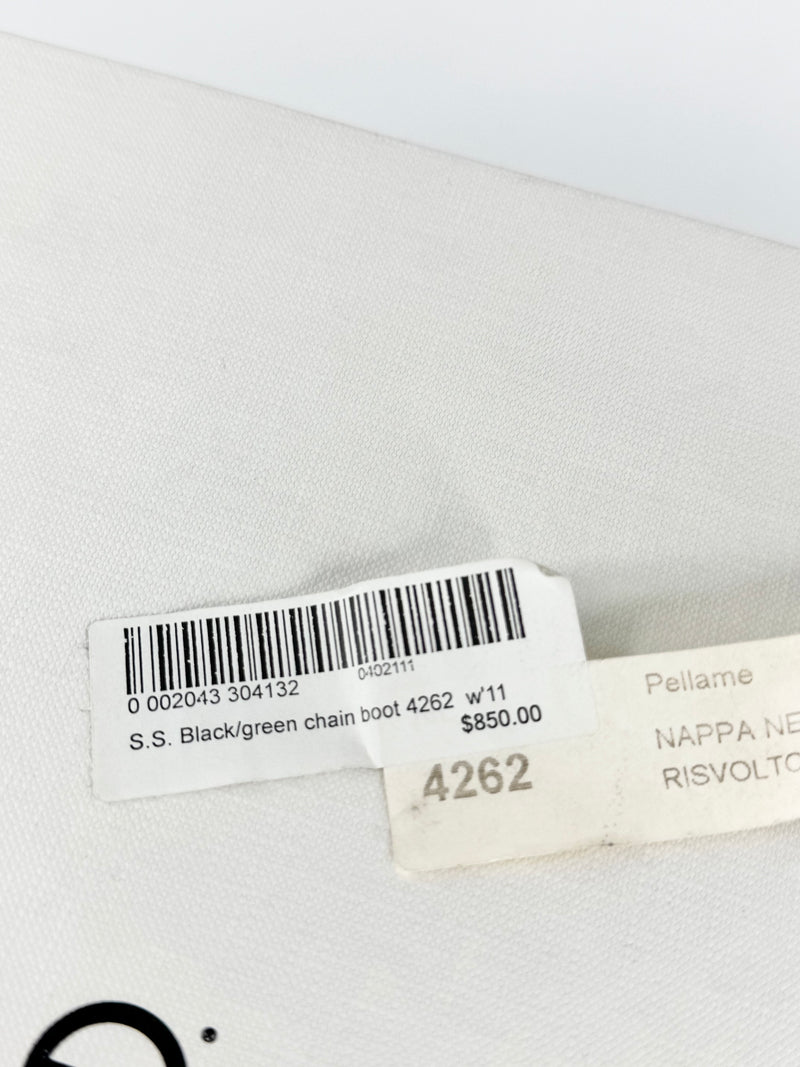 0 002043 304132
0402111
S.S. Black/green chain boot 4262 w'11
$850.00
4262
Pellame
NAPPA NE
RISVOLTO